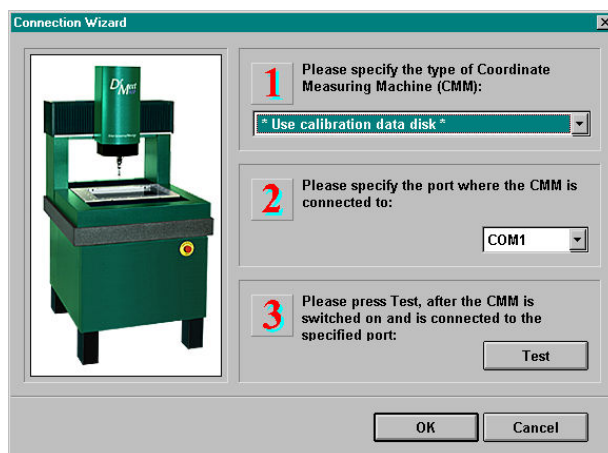 Connection Wizard
1
Please specify the type of Coordinate
Measuring Machine (CMM):
* Use calibration data disk *
2
Please specify the port where the CMM is
connected to:
COM1
3
Please press Test, after the CMM is
switched on and is connected to the
specified port:
Test
OK
Cancel